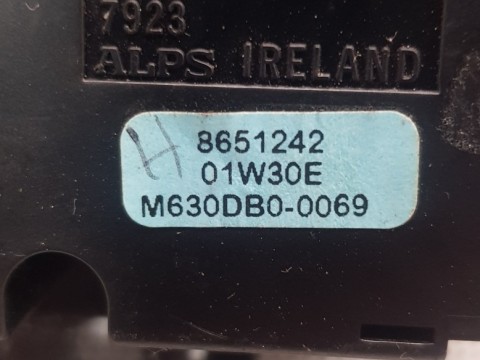 7923
ALPS IRELAND
H 8651242
01W30E
M630DB0-0069